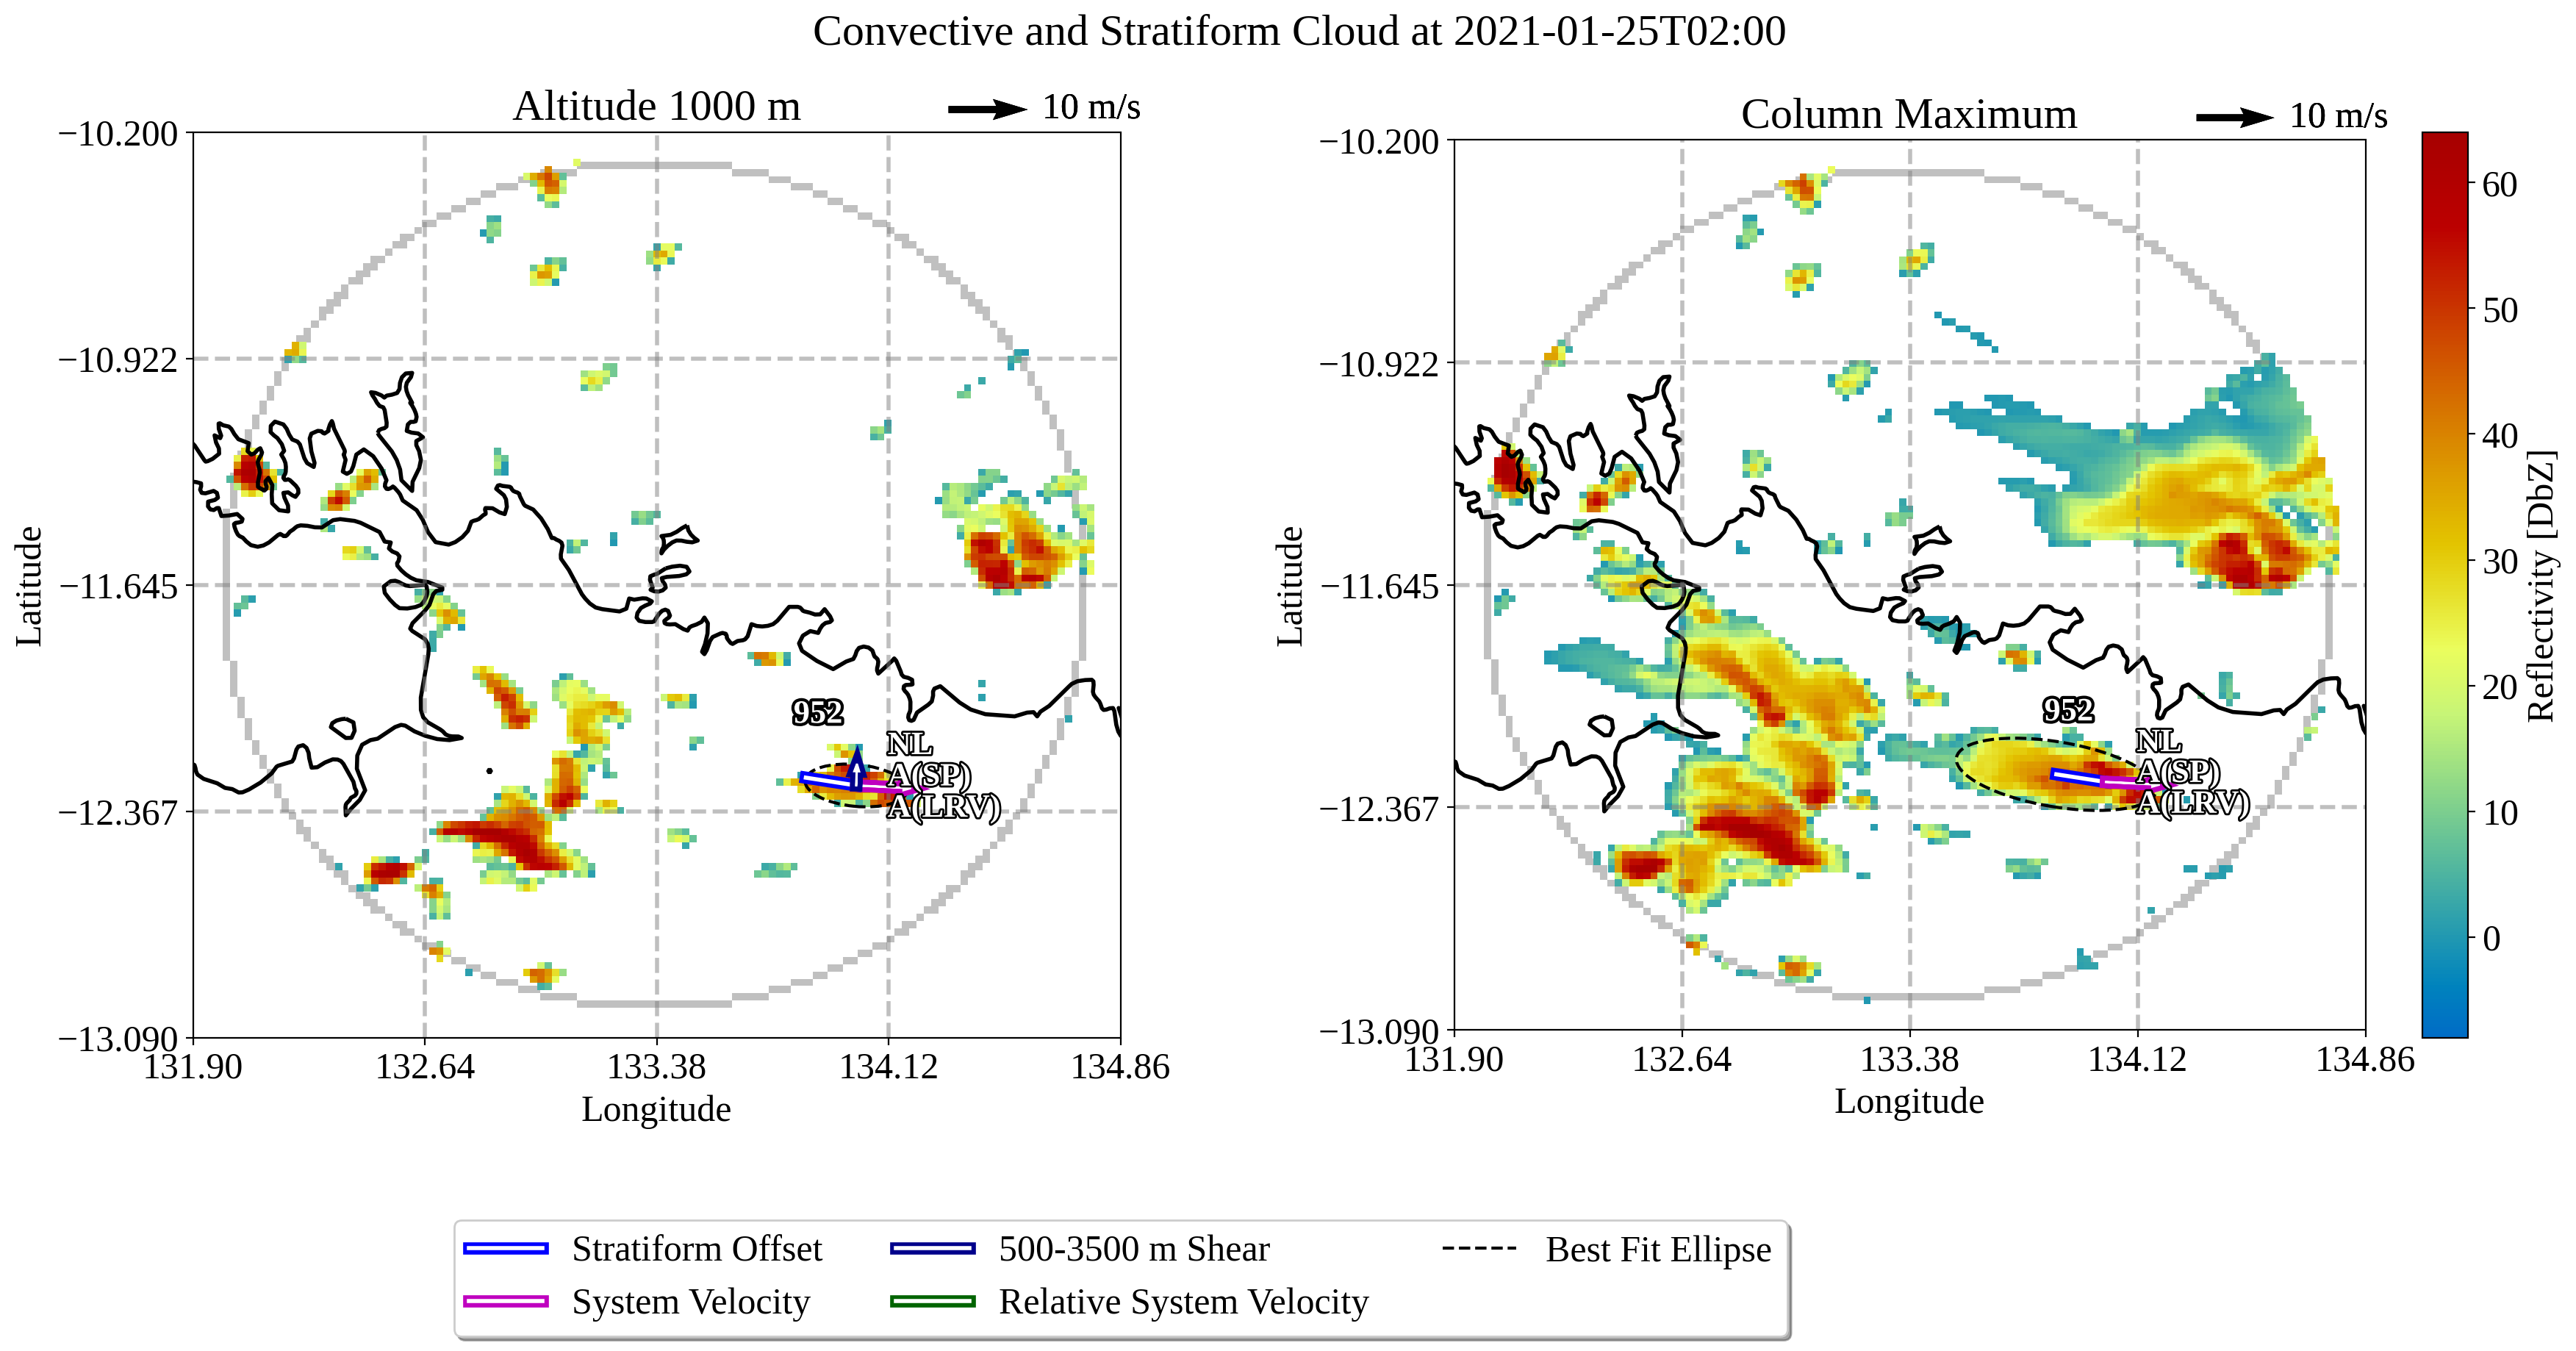 Convective and Stratiform Cloud at 2021-01-25T02:00
Altitude 1000 m
10 m/s
−10.200
−10.922
−11.645
−12.367
−13.090
131.90
132.64
133.38
134.12
134.86
Latitude
Longitude
952
NL
A(SP)
A(LRV)
Column Maximum
10 m/s
−10.200
−10.922
−11.645
−12.367
−13.090
131.90
132.64
133.38
134.12
134.86
Latitude
Longitude
952
NL
A(SP)
A(LRV)
60
50
40
30
20
10
0
Reflectivity [DbZ]
Stratiform Offset
System Velocity
500-3500 m Shear
Relative System Velocity
Best Fit Ellipse